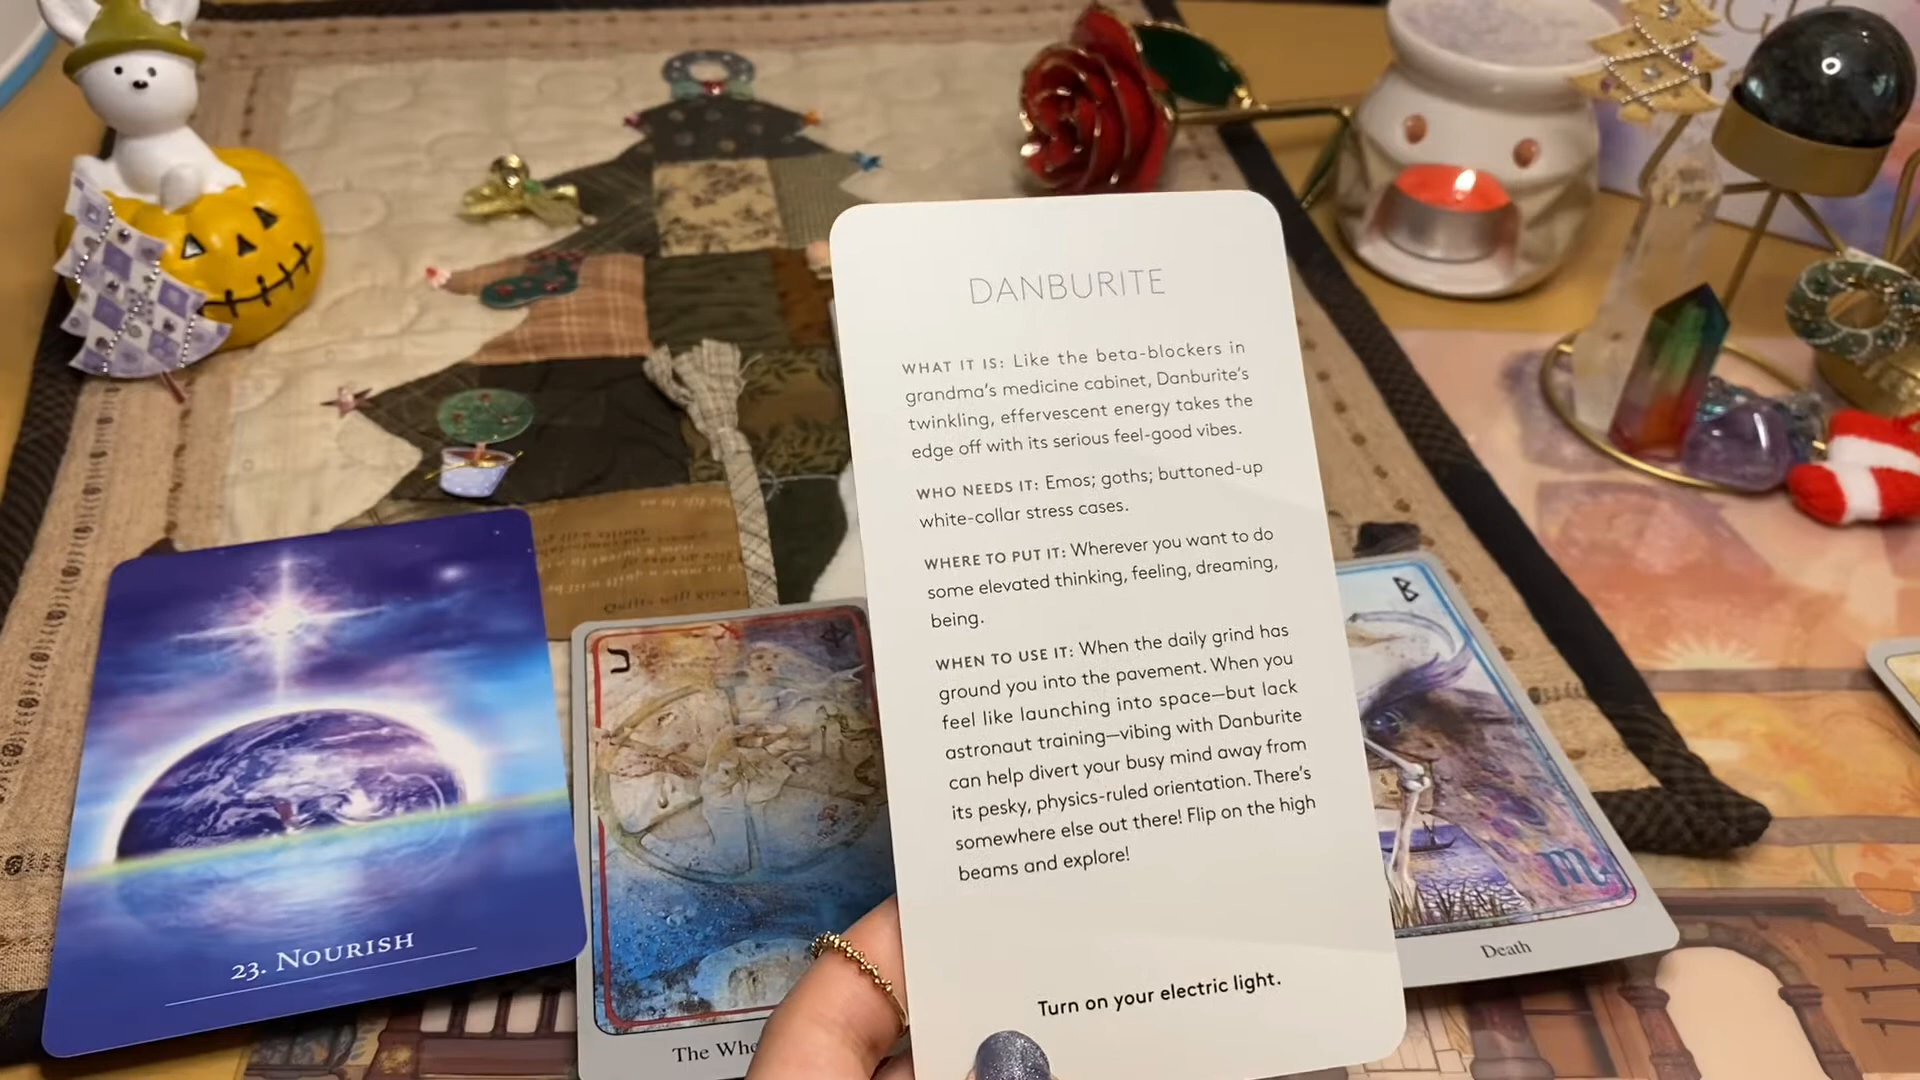 DANBURITE
WHAT IT IS: Like the beta-blockers in
grandma's medicine cabinet, Danburite's
twinkling, effervescent energy takes the
edge off with its serious feel-good vibes.
WHO NEEDS IT: Emos; goths; buttoned-up
white-collar stress cases.
WHERE TO PUT IT: Wherever you want to do
some elevated thinking, feeling, dreaming,
being.
WHEN TO USE IT: When the daily grind has
ground you into the pavement. When you
feel like launching into space—but lack
astronaut training—vibing with Danburite
can help divert your busy mind away from
its pesky, physics-ruled orientation. There's
somewhere else out there! Flip on the high
beams and explore!
Turn on your electric light.
23. NOURISH
The
Death